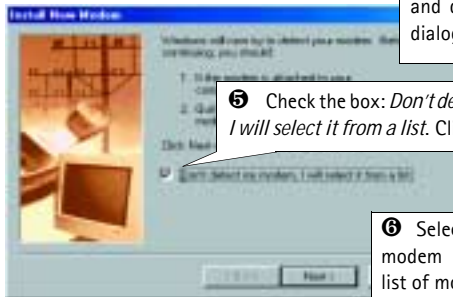 and d
dialog
Install New Modem
Windows will now try to detect your modem. Before
continuing, you should:
1. If the modem is attached to your
2. Quit
❺ Check the box: Don't de
I will select it from a list. Cl
Click Next
Don't detect my modem, I will select it from a list
❻ Selec
modem
list of mo
Next >